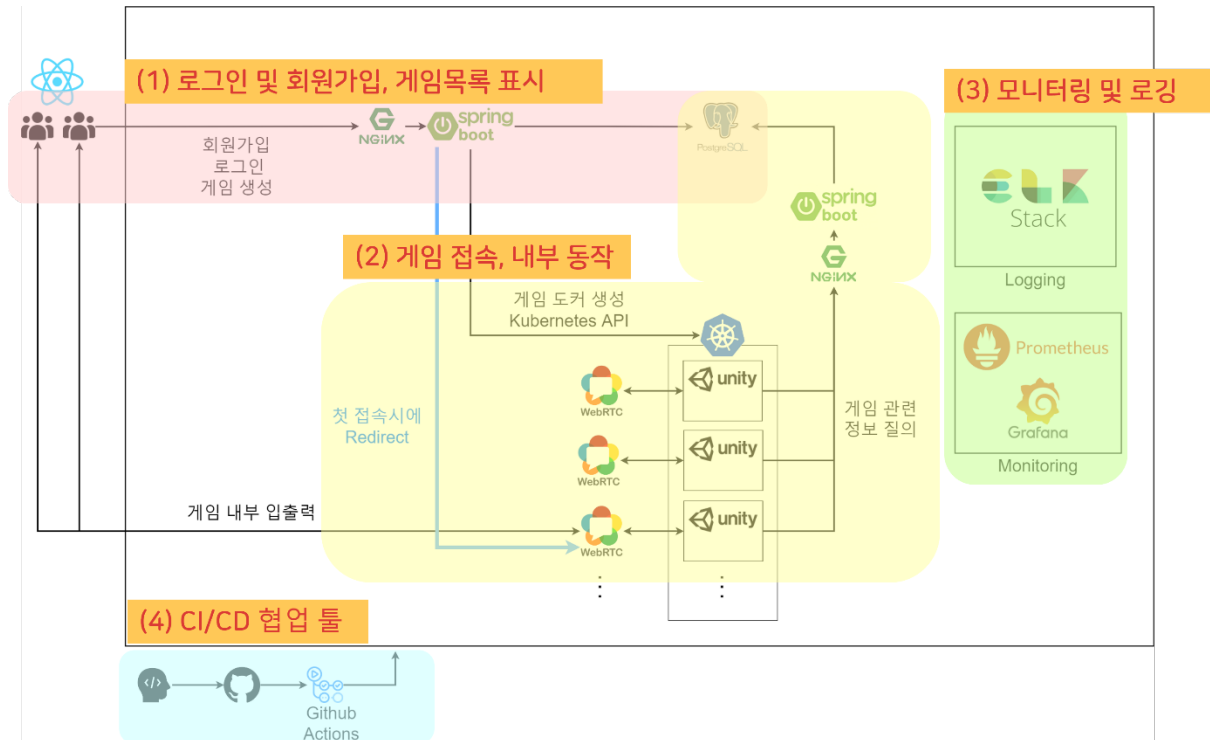 (1) 로그인 및 회원가입, 게임목록 표시
(3) 모니터링 및 로깅
NGINX
spring
boot
PostgreSQL
회원가입
로그인
게임 생성
ELK
Stack
Logging
spring
boot
NGINX
(2) 게임 접속, 내부 동작
게임 도커 생성
Kubernetes API
Prometheus
Grafana
Monitoring
unity
WebRTC
첫 접속시에
Redirect
게임 관련
정보 질의
unity
WebRTC
게임 내부 입출력
unity
WebRTC
(4) CI/CD 협업 툴
Github
Actions